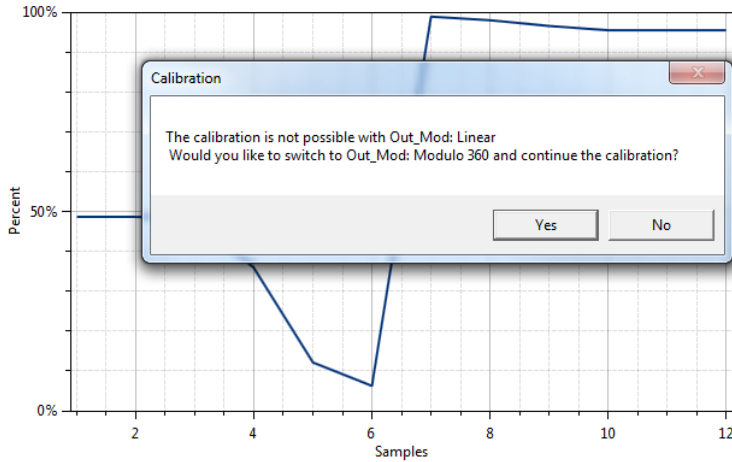 100%
Calibration
The calibration is not possible with Out_Mod: Linear
Would you like to switch to Out_Mod: Modulo 360 and continue the calibration?
Yes No
Percent
50%
0%
2 4 6 8 10 12
Samples